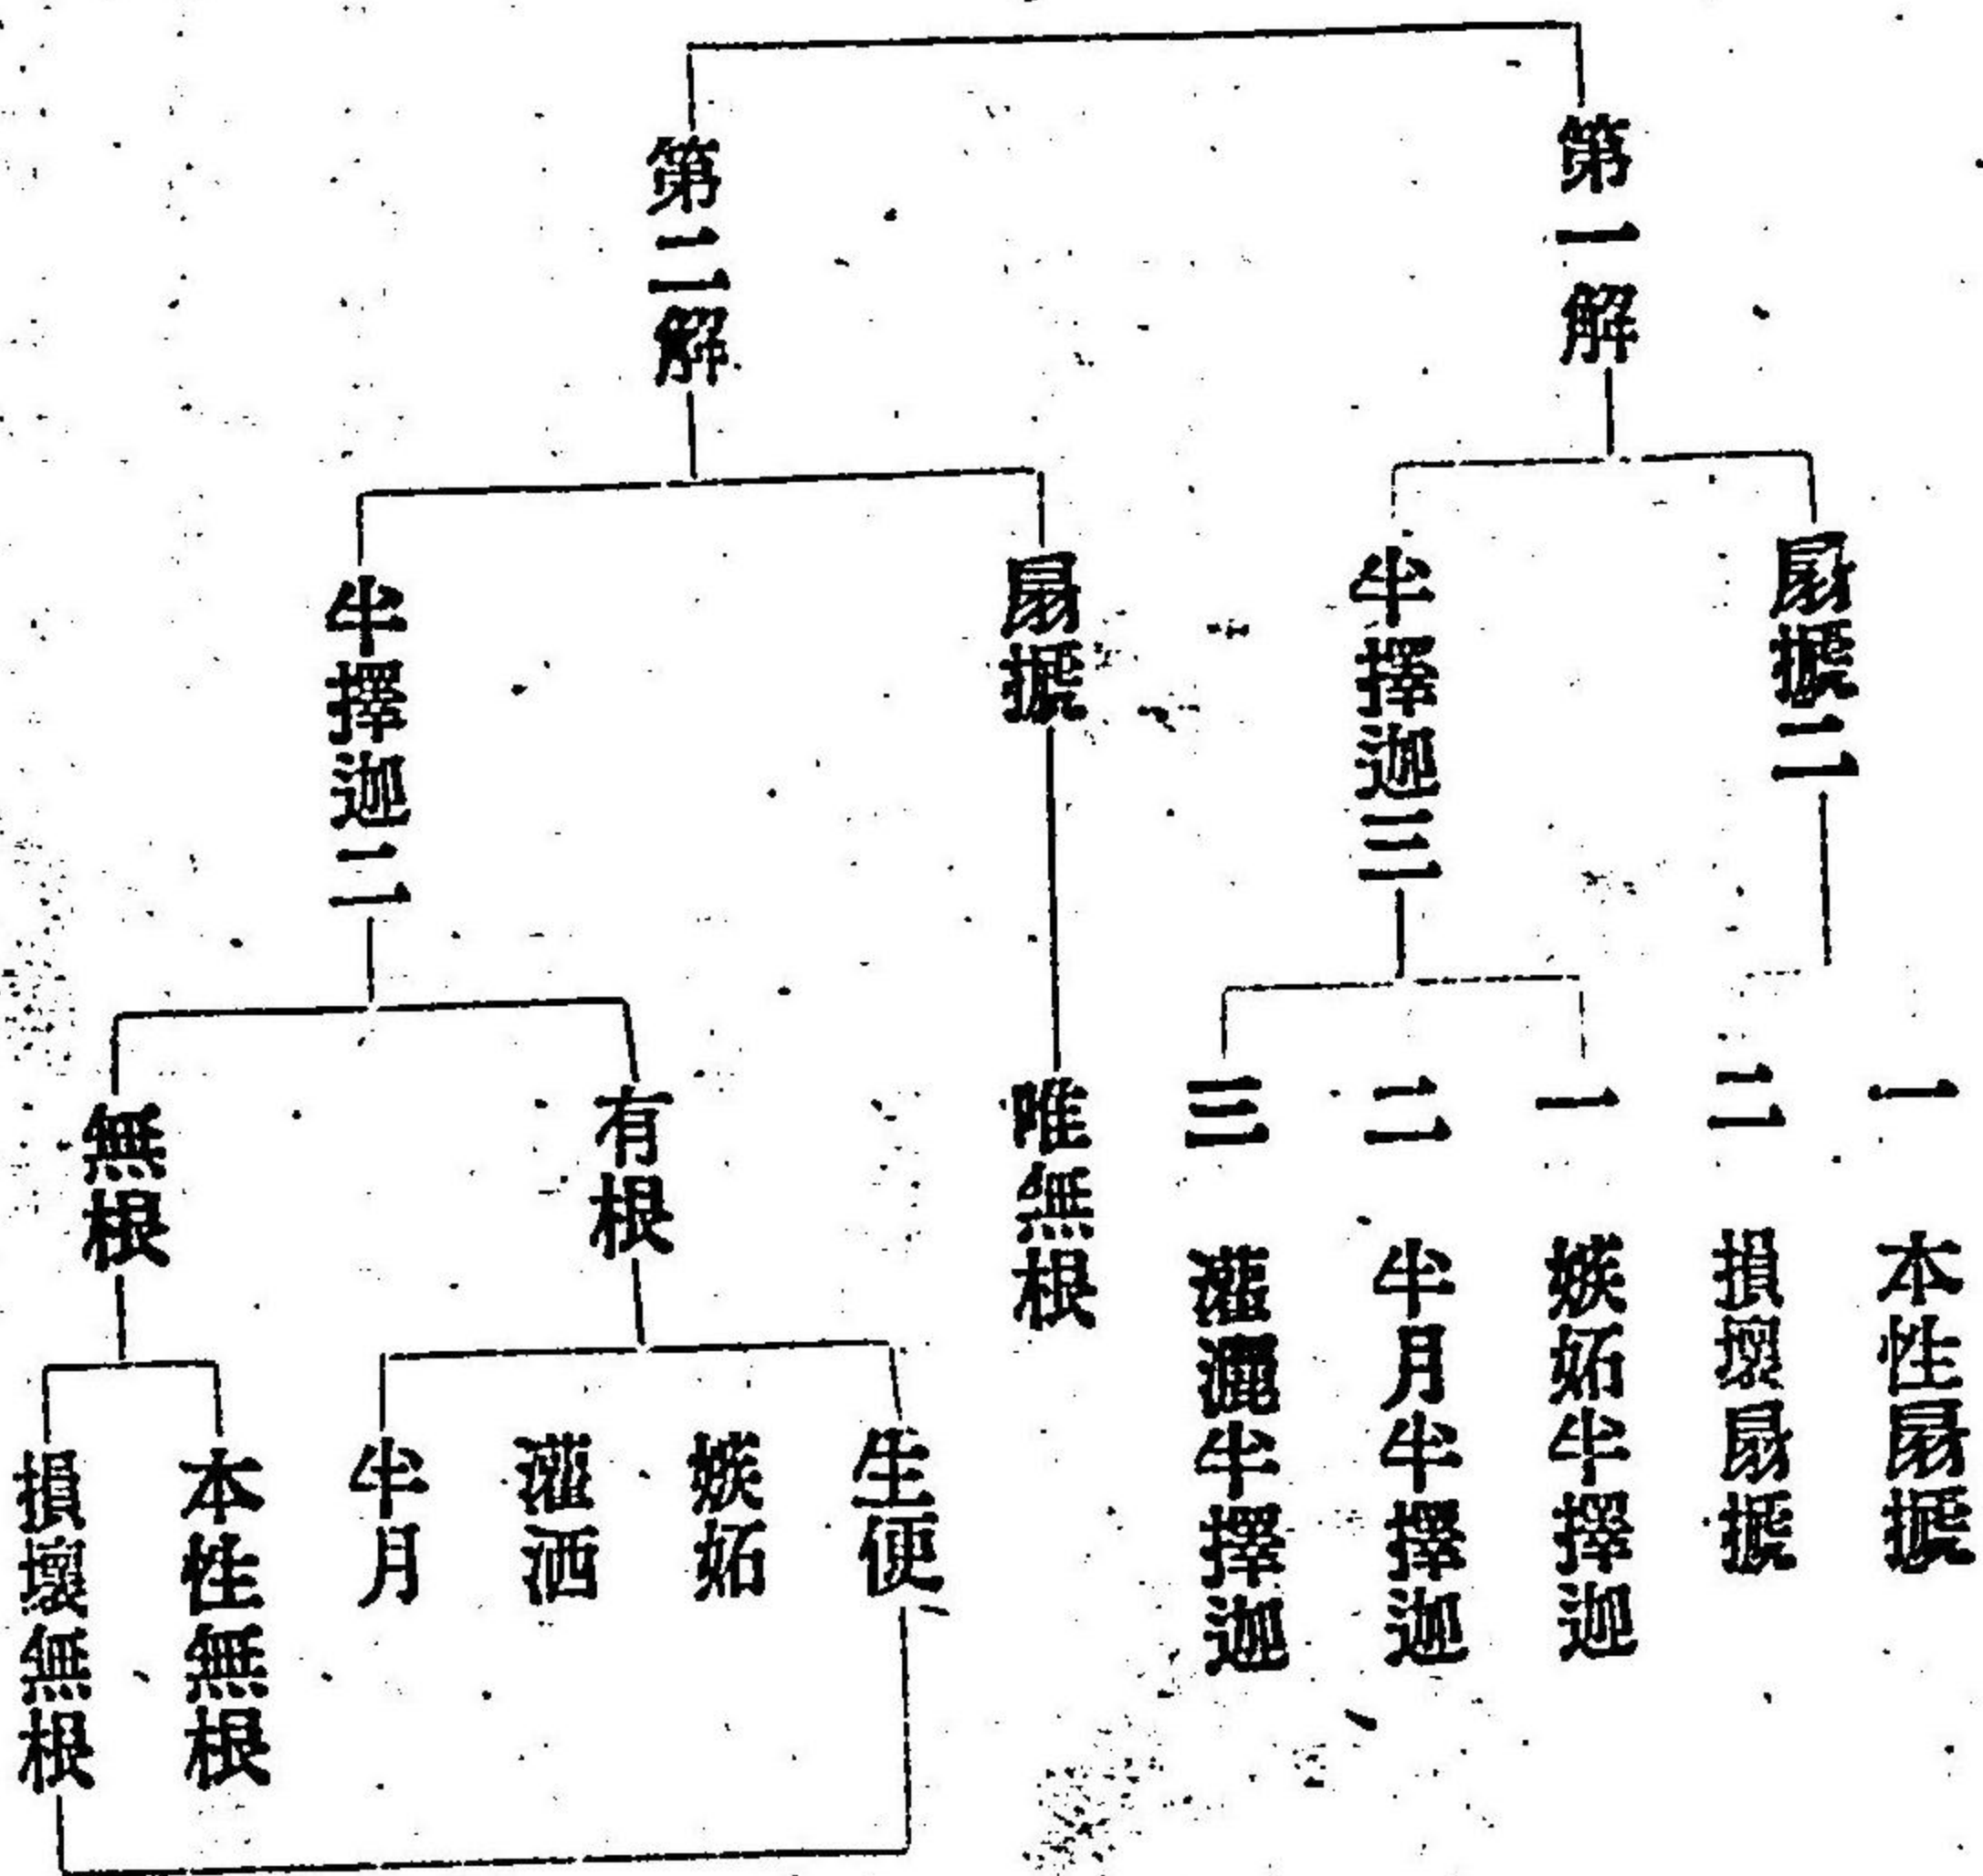 第一解
扇搋二
一 本性扇搋
二 損壞扇搋
半擇迦三
一 嫉妬半擇迦
二 半月半擇迦
三 灌灑半擇迦
第二解
扇搋
唯無根
半擇迦二
有根
生便
嫉妬
灌洒
半月
無根
本性無根
損壞無根